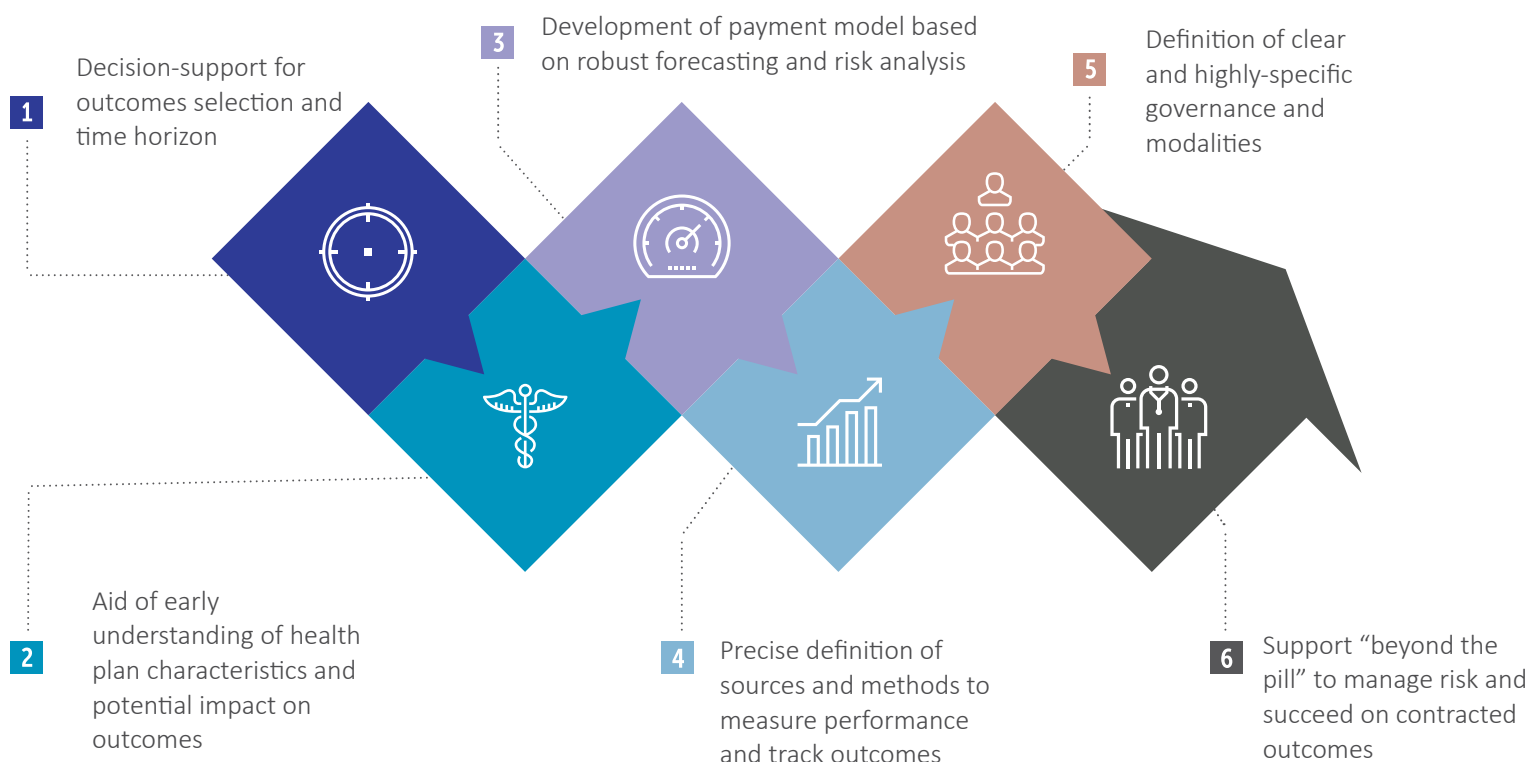 1
Decision-support for
outcomes selection and
time horizon
2
Aid of early
understanding of health
plan characteristics and
potential impact on
outcomes
3
Development of payment model based
on robust forecasting and risk analysis
4
Precise definition of
sources and methods to
measure performance
and track outcomes
5
Definition of clear
and highly-specific
governance and
modalities
6
Support “beyond the
pill” to manage risk and
succeed on contracted
outcomes